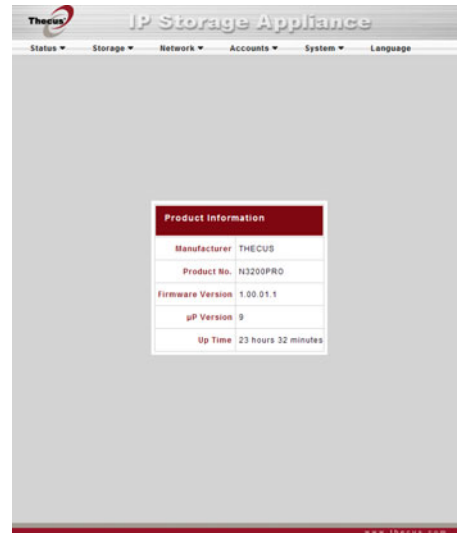 Thecus
IP Storage Appliance
Status ▾ Storage ▾ Network ▾ Accounts ▾ System ▾ Language
Product Information
Manufacturer THECUS
Product No. N3200PRO
Firmware Version 1.00.01.1
µP Version 9
Up Time 23 hours 32 minutes
www.thecus.com